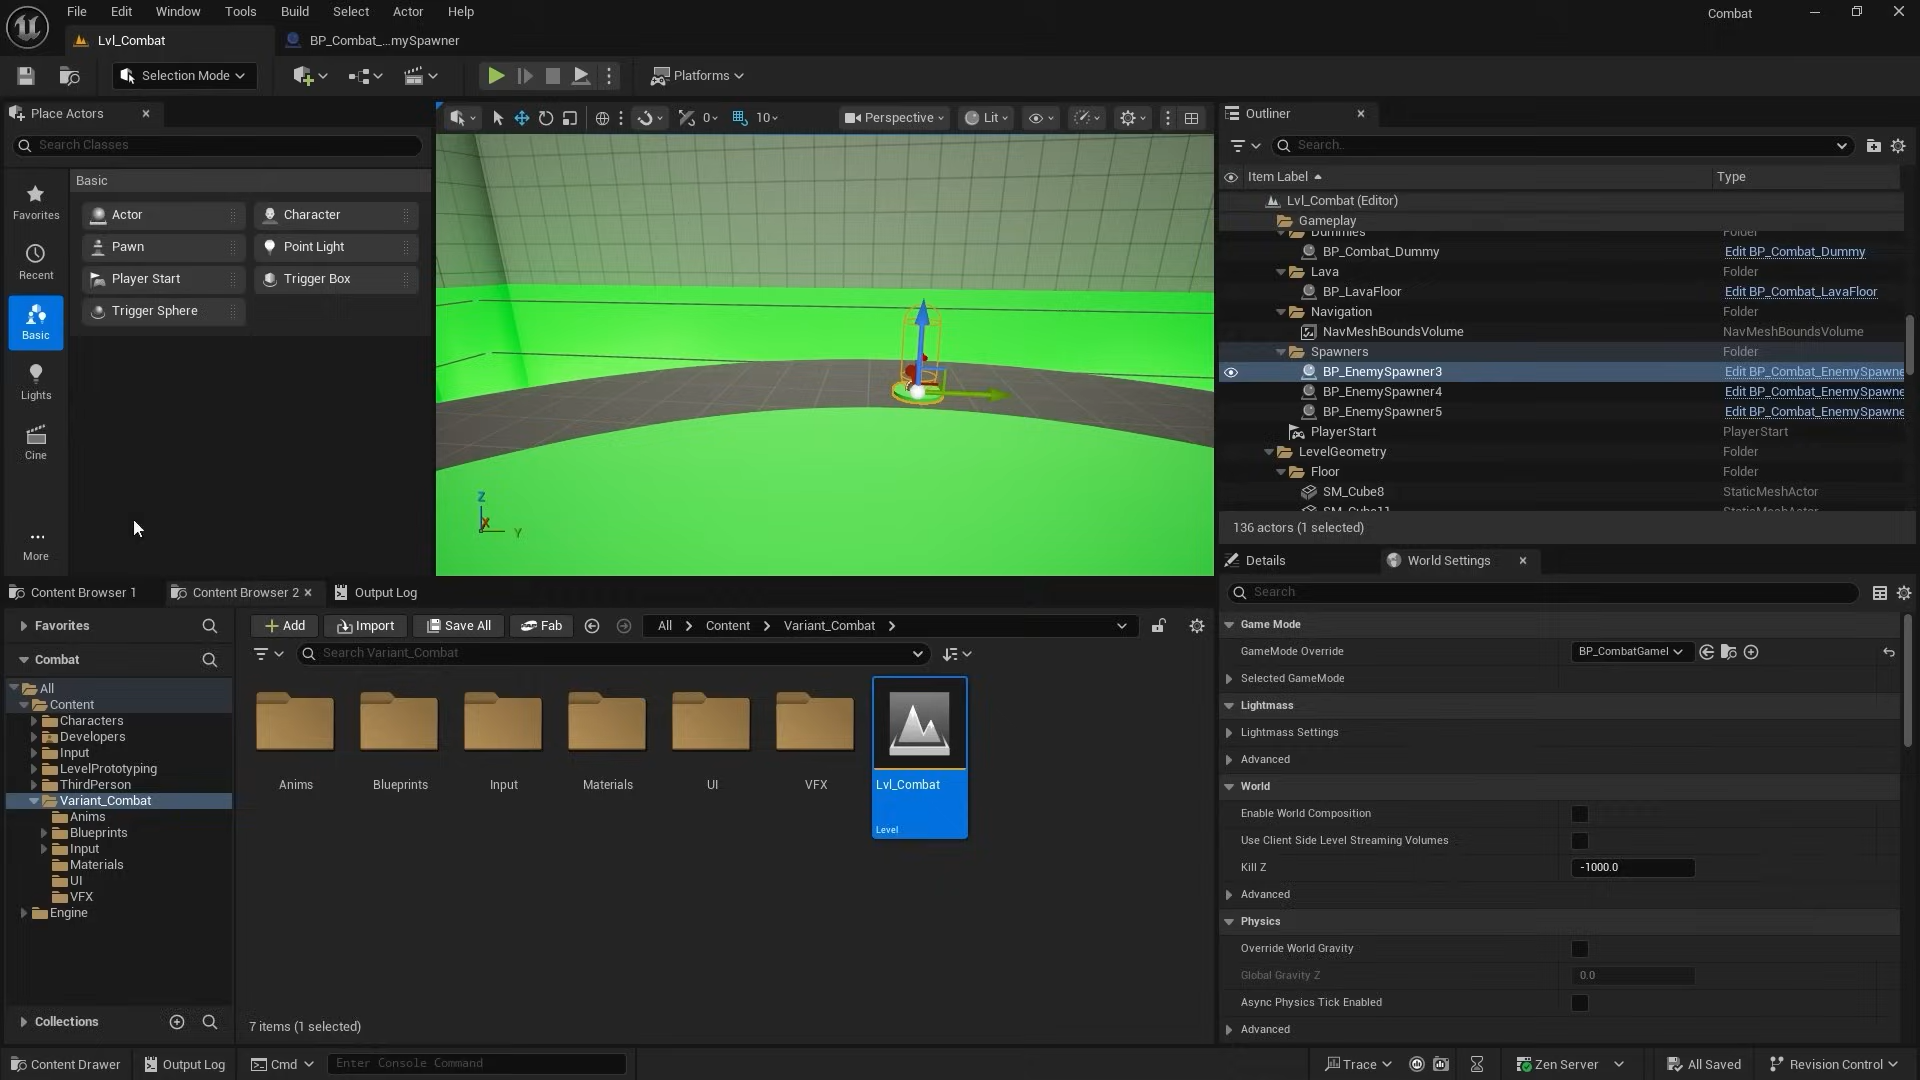 File Edit Window Tools Build Select Actor Help
Combat
Lvl_Combat
BP_Combat_...mySpawner
Selection Mode
Platforms
Place Actors
Search Classes
Favorites
Recent
Basic
Lights
Cine
More
Basic
Actor
Character
Pawn
Point Light
Player Start
Trigger Box
Trigger Sphere
0
10
Perspective
Lit
Z
X
Y
Outliner
Search..
Item Label
Type
Lvl_Combat (Editor)
Gameplay
Dummies Folder
BP_Combat_Dummy Edit BP_Combat_Dummy
Lava Folder
BP_LavaFloor Edit BP_Combat_LavaFloor
Navigation Folder
NavMeshBoundsVolume NavMeshBoundsVolume
Spawners Folder
BP_EnemySpawner3 Edit BP_Combat_EnemySpawne
BP_EnemySpawner4 Edit BP_Combat_EnemySpawne
BP_EnemySpawner5 Edit BP_Combat_EnemySpawne
PlayerStart PlayerStart
LevelGeometry Folder
Floor Folder
SM_Cube8 StaticMeshActor
SM_Cube11 StaticMeshActor
136 actors (1 selected)
Details
World Settings
Search
Game Mode
GameMode Override BP_CombatGameI
Selected GameMode
Lightmass
Lightmass Settings
Advanced
World
Enable World Composition
Use Client Side Level Streaming Volumes
Kill Z -1000.0
Advanced
Physics
Override World Gravity
Global Gravity Z 0.0
Async Physics Tick Enabled
Advanced
Content Browser 1
Content Browser 2
Output Log
Favorites
Combat
All
Content
Characters
Developers
Input
LevelPrototyping
ThirdPerson
Variant_Combat
Anims
Blueprints
Input
Materials
UI
VFX
Engine
Collections
Add
Import
Save All
Fab
All > Content > Variant_Combat >
Search Variant_Combat
Anims
Blueprints
Input
Materials
UI
VFX
Lvl_Combat
Level
7 items (1 selected)
Content Drawer
Output Log
Cmd
Enter Console Command
Trace
Zen Server
All Saved
Revision Control